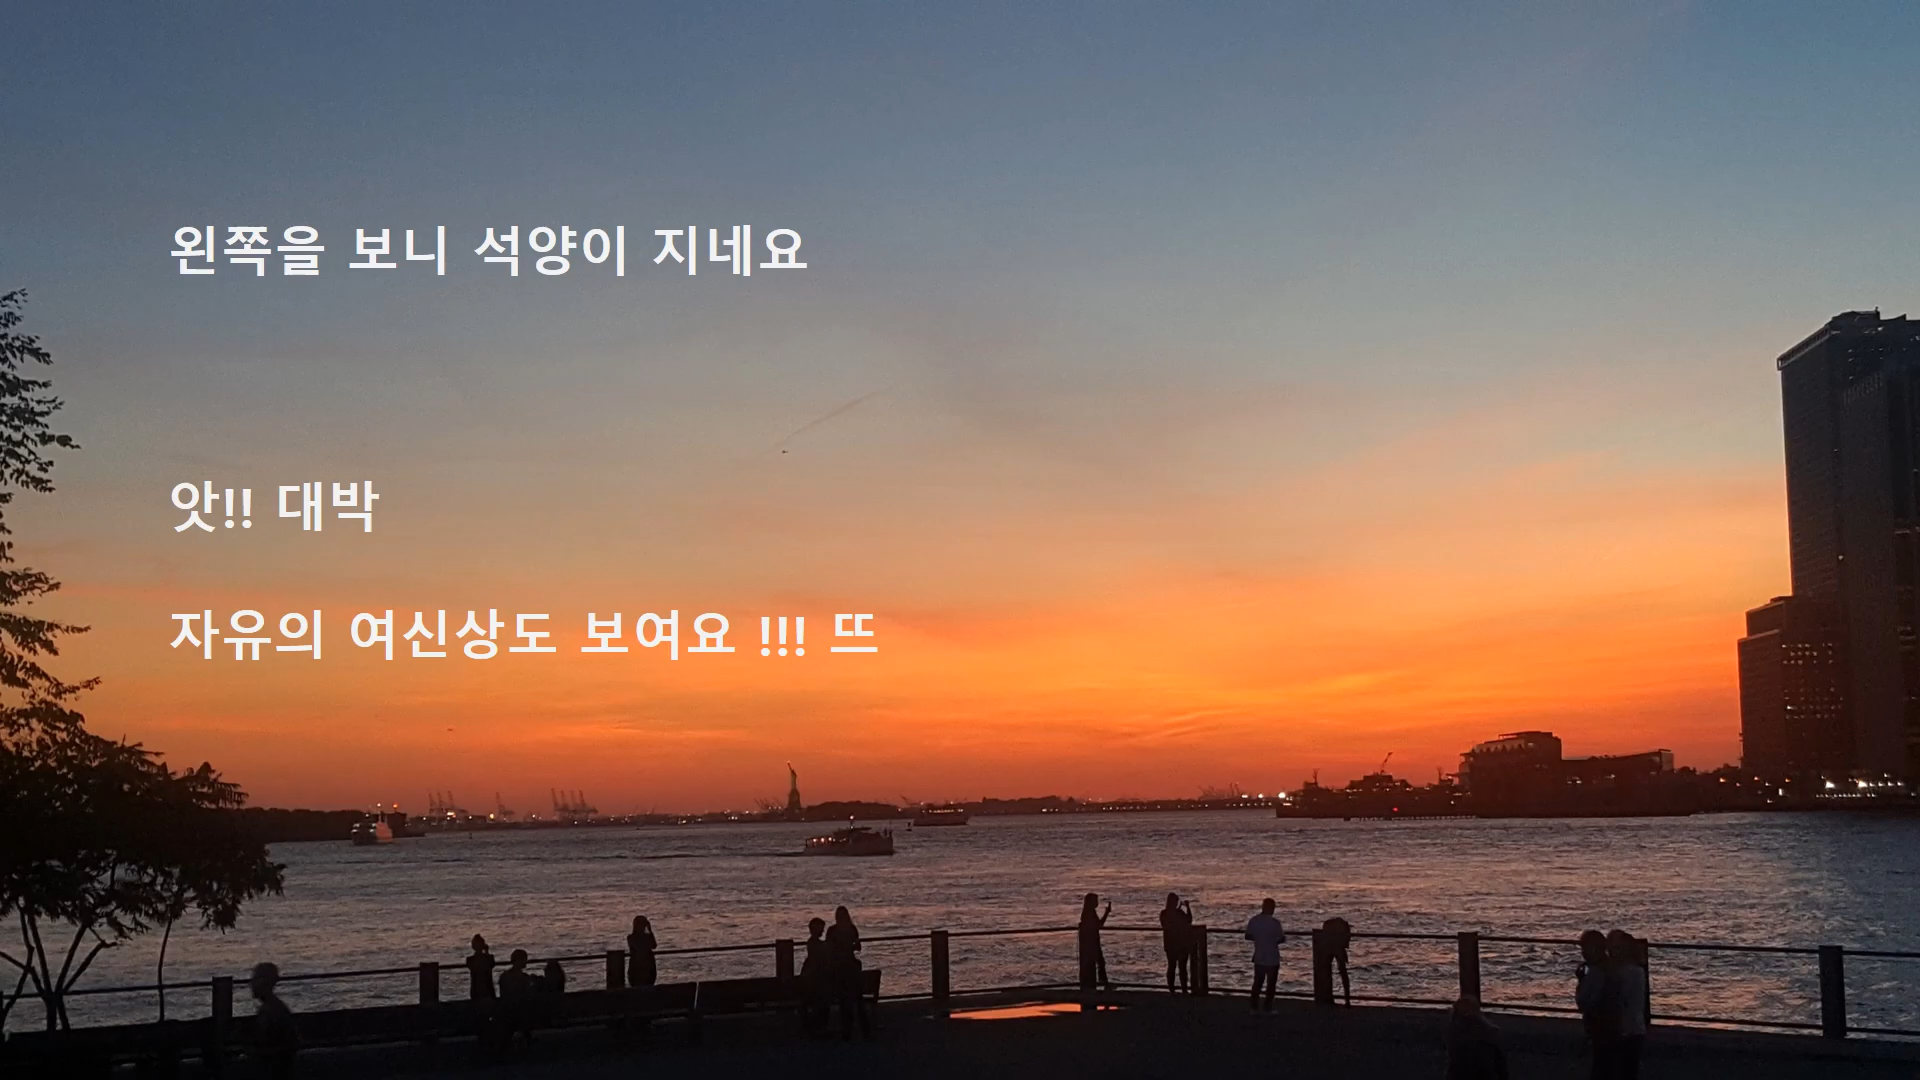 왼쪽을 보니 석양이 지네요
앗!! 대박
자유의 여신상도 보여요 !!! 뜨